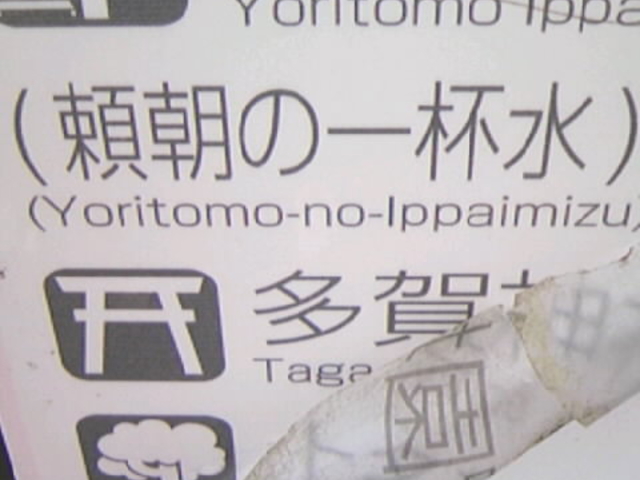 Yoritomo Ippa
(頼朝の一杯水)
(Yoritomo-no-Ippaimizu)
多賀
Taga